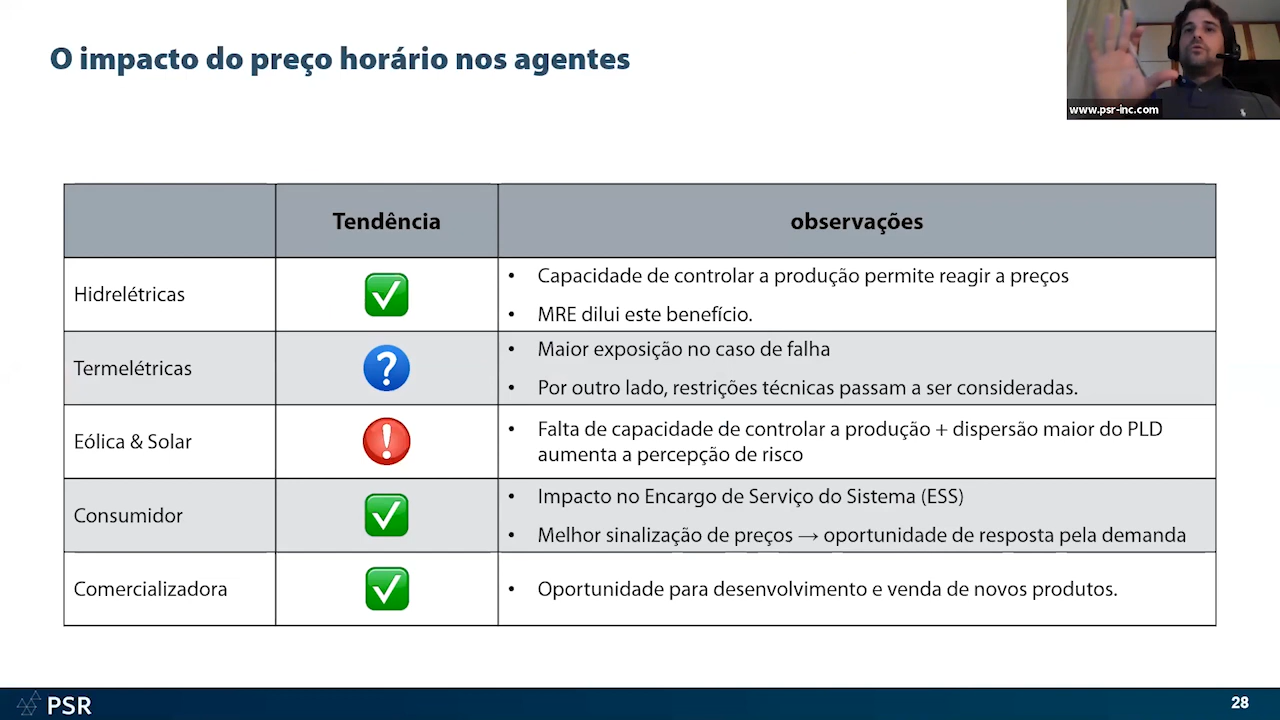 O impacto do preço horário nos agentes
www.psr-inc.com
Tendência
observações
Hidrelétricas
• Capacidade de controlar a produção permite reagir a preços
• MRE dilui este benefício.
Termelétricas
• Maior exposição no caso de falha
• Por outro lado, restrições técnicas passam a ser consideradas.
Eólica & Solar
• Falta de capacidade de controlar a produção + dispersão maior do PLD
aumenta a percepção de risco
Consumidor
• Impacto no Encargo de Serviço do Sistema (ESS)
• Melhor sinalização de preços → oportunidade de resposta pela demanda
Comercializadora
• Oportunidade para desenvolvimento e venda de novos produtos.
PSR
28